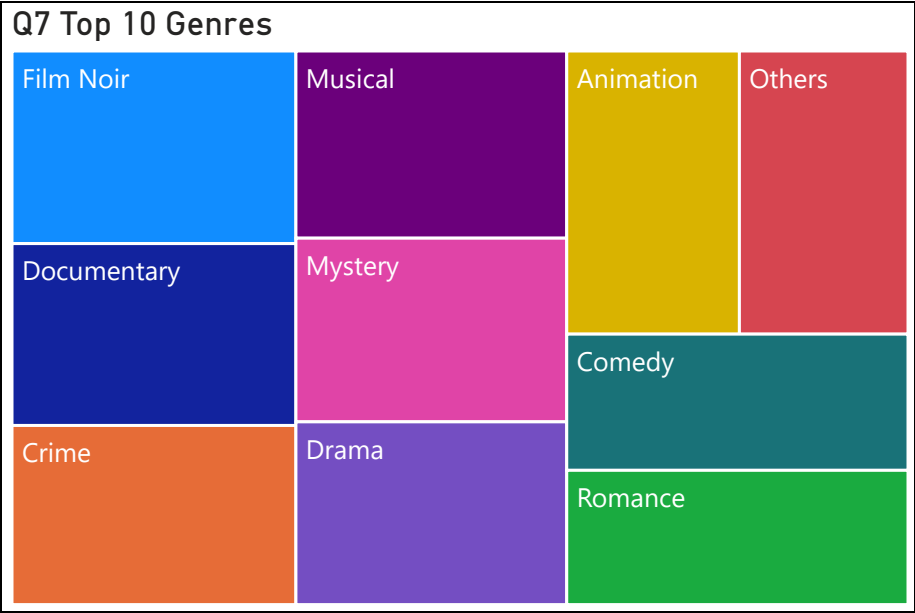 Q7 Top 10 Genres
Film Noir
Documentary
Crime
Musical
Mystery
Drama
Animation
Others
Comedy
Romance